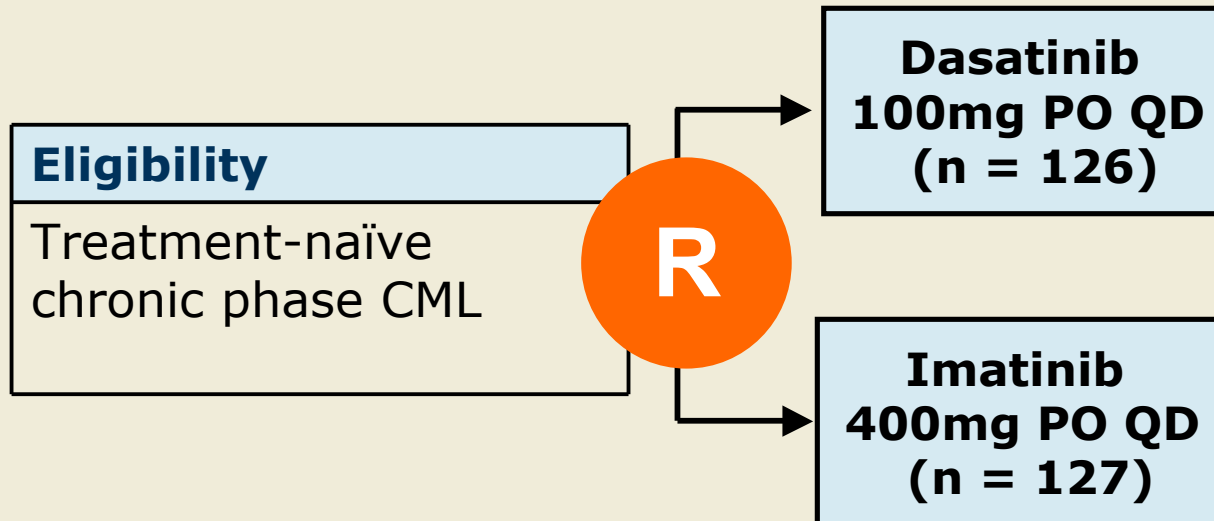 Eligibility
Treatment-naïve
chronic phase CML
R
Dasatinib
100mg PO QD
(n = 126)
Imatinib
400mg PO QD
(n = 127)